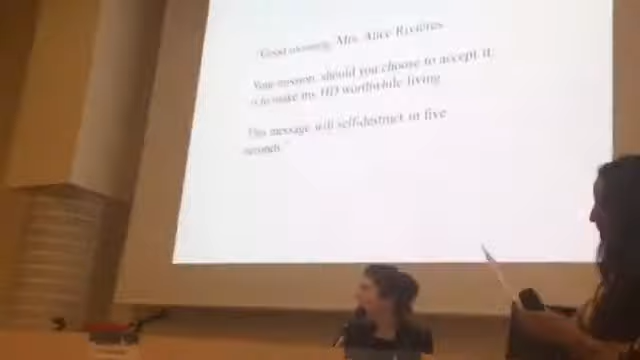 "Good morning, Mrs. Alice Rivières
Your mission, should you choose to accept it,
is to make my HD worthwhile living
This message will self-destruct in five
seconds."